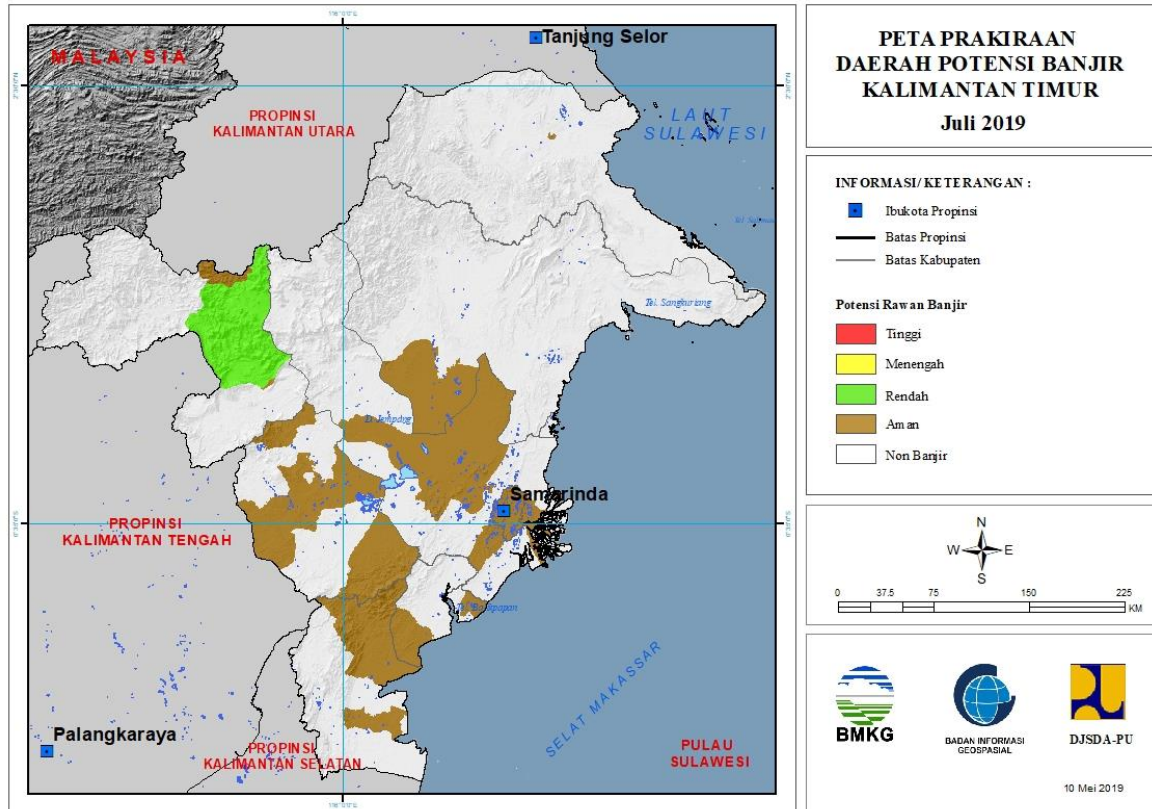 Tanjung Selor
MALAYSIA
PROPINSI
KALIMANTAN UTARA
LAUT
SULAWESI
Tel. Sangkuriang
D. Jempang
Samarinda
PROPINSI
KALIMANTAN TENGAH
SELAT MAKASSAR
Palangkaraya
PROPINSI
KALIMANTAN SELATAN
PULAU
SULAWESI
PETA PRAKIRAAN
DAERAH POTENSI BANJIR
KALIMANTAN TIMUR
Juli 2019
INFORMASI/ KETERANGAN :
Ibukota Propinsi
Batas Propinsi
Batas Kabupaten
Potensi Rawan Banjir
Tinggi
Menengah
Rendah
Aman
Non Banjir
N
W E
S
0 37.5 75 150 225
KM
BMKG
BADAN INFORMASI
GEOSPASIAL
DJSDA-PU
10 Mei 2019